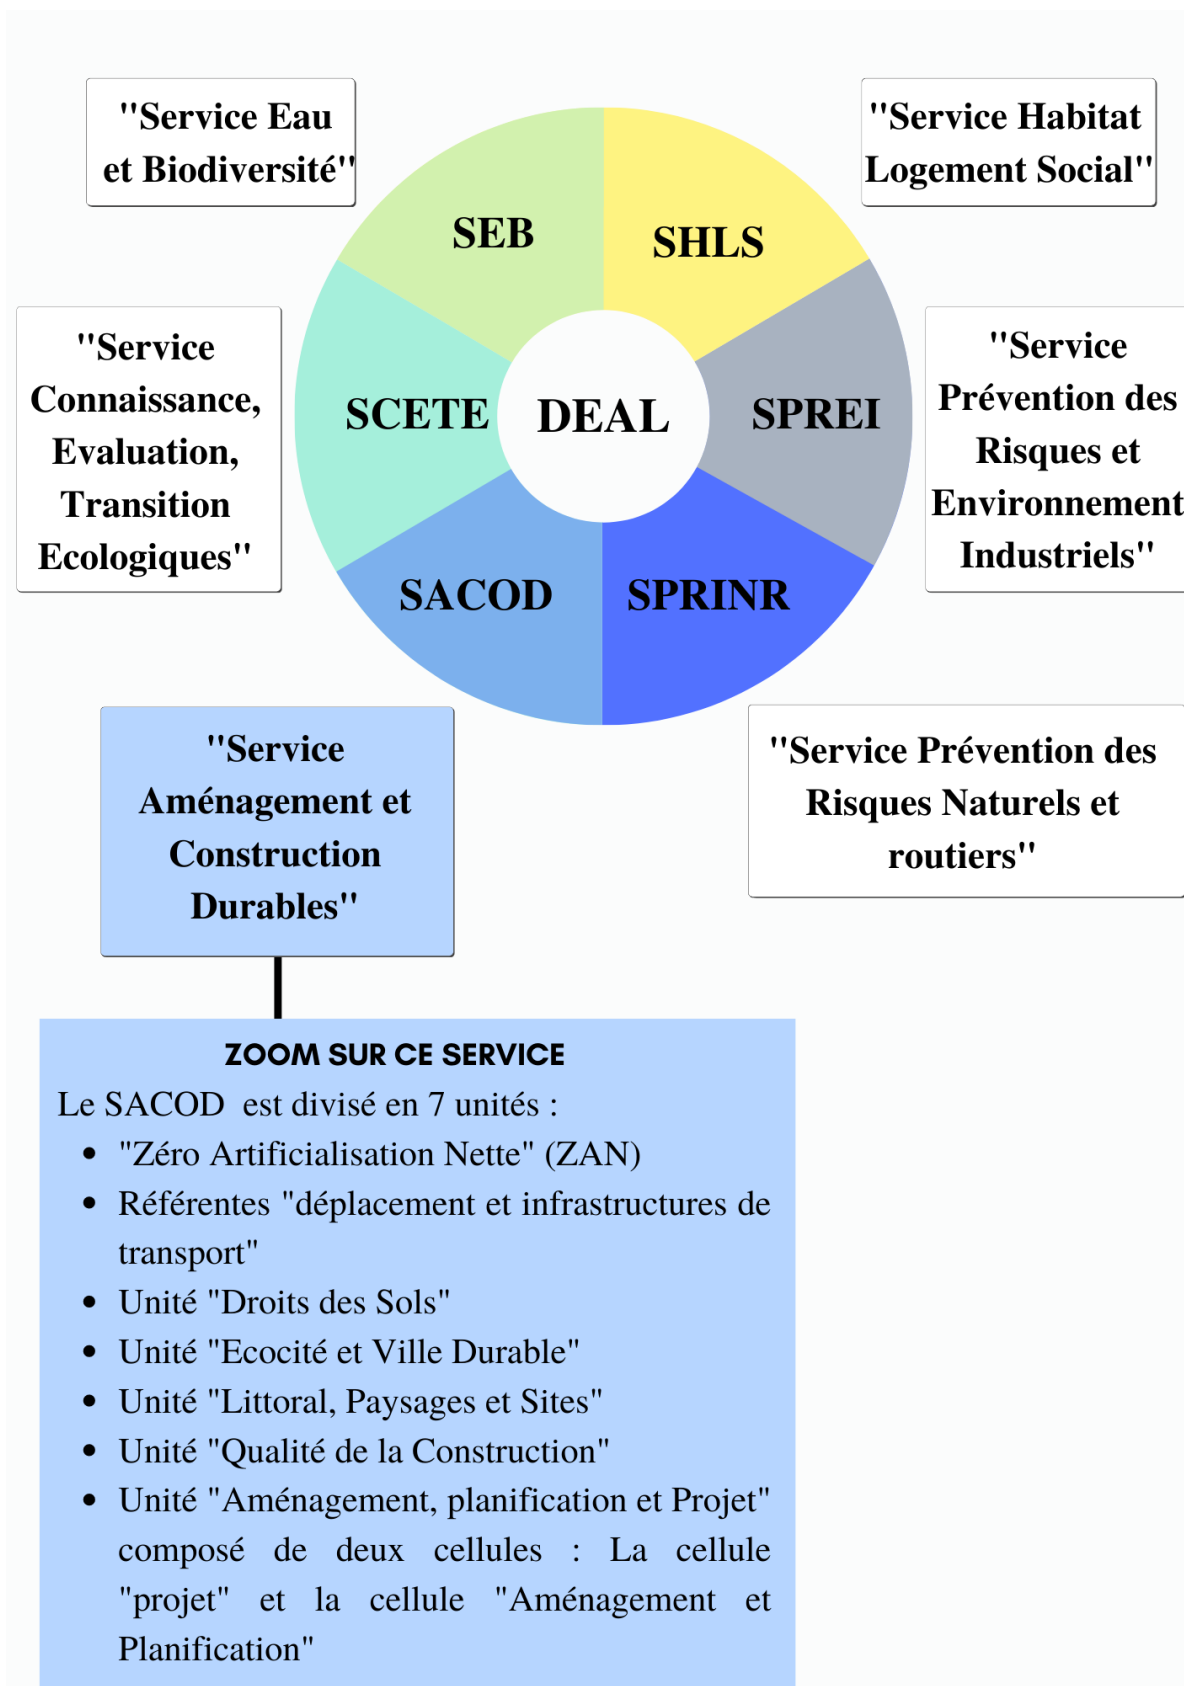 "Service Eau
et Biodiversité"
"Service Habitat
Logement Social"
SEB
SHLS
"Service
Connaissance,
Evaluation,
Transition
Ecologiques"
SCETE
DEAL
SPREI
"Service
Prévention des
Risques et
Environnement
Industriels"
SACOD
SPRINR
"Service
Aménagement et
Construction
Durables"
"Service Prévention des
Risques Naturels et
routiers"
ZOOM SUR CE SERVICE
Le SACOD est divisé en 7 unités :
• "Zéro Artificialisation Nette" (ZAN)
• Référentes "déplacement et infrastructures de
transport"
• Unité "Droits des Sols"
• Unité "Ecocité et Ville Durable"
• Unité "Littoral, Paysages et Sites"
• Unité "Qualité de la Construction"
• Unité "Aménagement, planification et Projet"
composé de deux cellules : La cellule
"projet" et la cellule "Aménagement et
Planification"